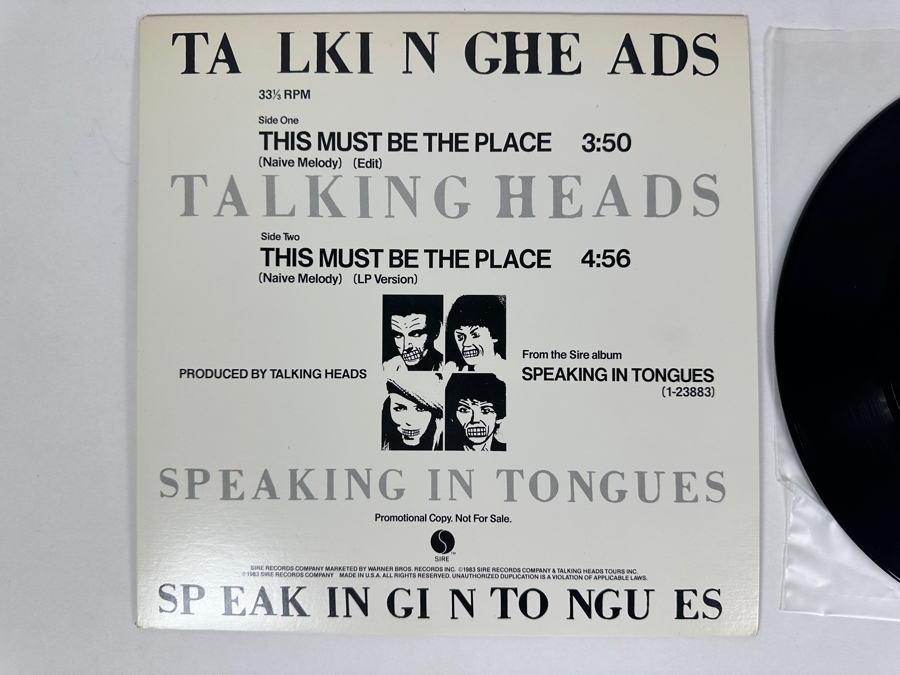 TA LKI N GHE ADS
33⅓ RPM
Side One
THIS MUST BE THE PLACE 3:50
(Naive Melody) (Edit)
TALKING HEADS
Side Two
THIS MUST BE THE PLACE 4:56
(Naive Melody) (LP Version)
PRODUCED BY TALKING HEADS
From the Sire album
SPEAKING IN TONGUES
(1-23883)
SPEAKING IN TONGUES
Promotional Copy. Not For Sale.
SIRE™
SIRE RECORDS COMPANY MARKETED BY WARNER BROS. RECORDS INC. ©1983 SIRE RECORDS COMPANY & TALKING HEADS TOURS INC.
℗1983 SIRE RECORDS COMPANY MADE IN U.S.A. ALL RIGHTS RESERVED. UNAUTHORIZED DUPLICATION IS A VIOLATION OF APPLICABLE LAWS.
SP EAK IN GI N TO NGU ES